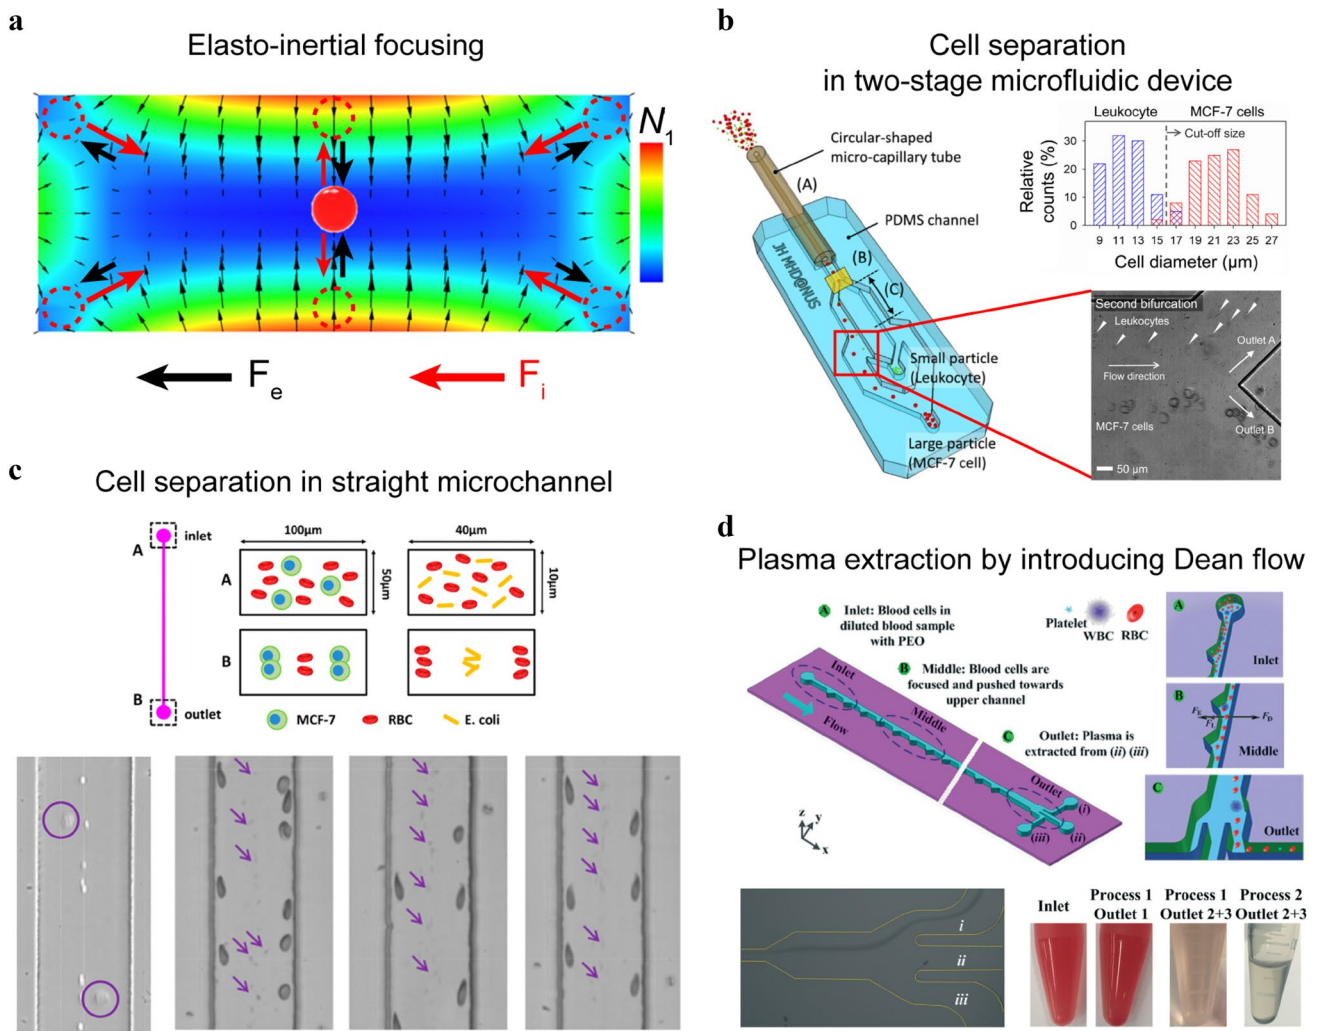 a
Elasto-inertial focusing
N1
Fe
Fi
b
Cell separation
in two-stage microfluidic device
Circular-shaped
micro-capillary tube
(A)
PDMS channel
(B)
(C)
JH MHD@NUS
Small particle
(Leukocyte)
Large particle
(MCF-7 cell)
Leukocyte
MCF-7 cells
Cut-off size
Relative
counts (%)
30
20
10
0
9 11 13 15 17 19 21 23 25 27
Cell diameter (μm)
Second bifurcation
Leukocytes
Outlet A
Flow direction
MCF-7 cells
Outlet B
50 μm
c
Cell separation in straight microchannel
inlet
A
B
outlet
100μm
40μm
A
50μm
10μm
B
MCF-7
RBC
E. coli
d
Plasma extraction by introducing Dean flow
A
Inlet: Blood cells in
diluted blood sample
with PEO
Platelet
WBC
RBC
B
Middle: Blood cells are
focused and pushed towards
upper channel
C
Outlet: Plasma is
extracted from (ii) (iii)
Inlet
Middle
Flow
Outlet
(i)
(ii)
(iii)
z
y
x
A
Inlet
B
FE
FL
FD
Middle
C
Outlet
i
ii
iii
Inlet
Process 1
Outlet 1
Process 1
Outlet 2+3
Process 2
Outlet 2+3